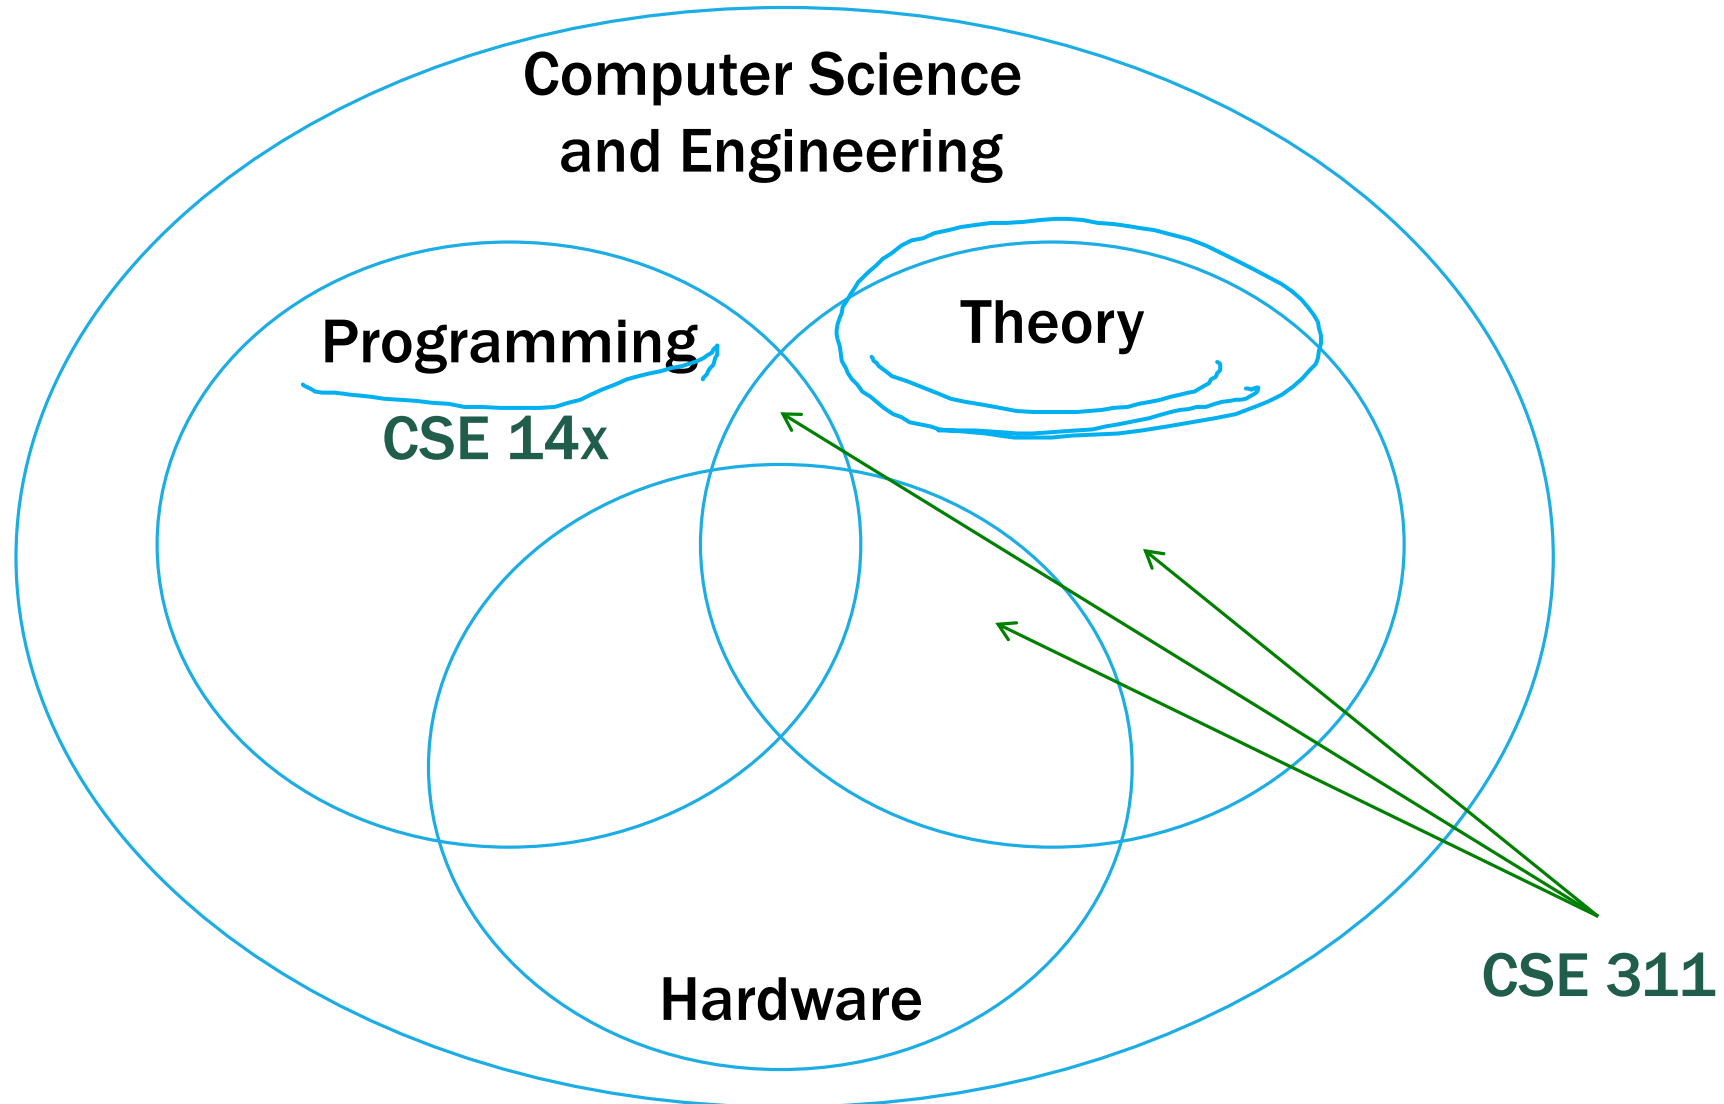 Computer Science
and Engineering
Programming
Theory
CSE 14x
Hardware
CSE 311